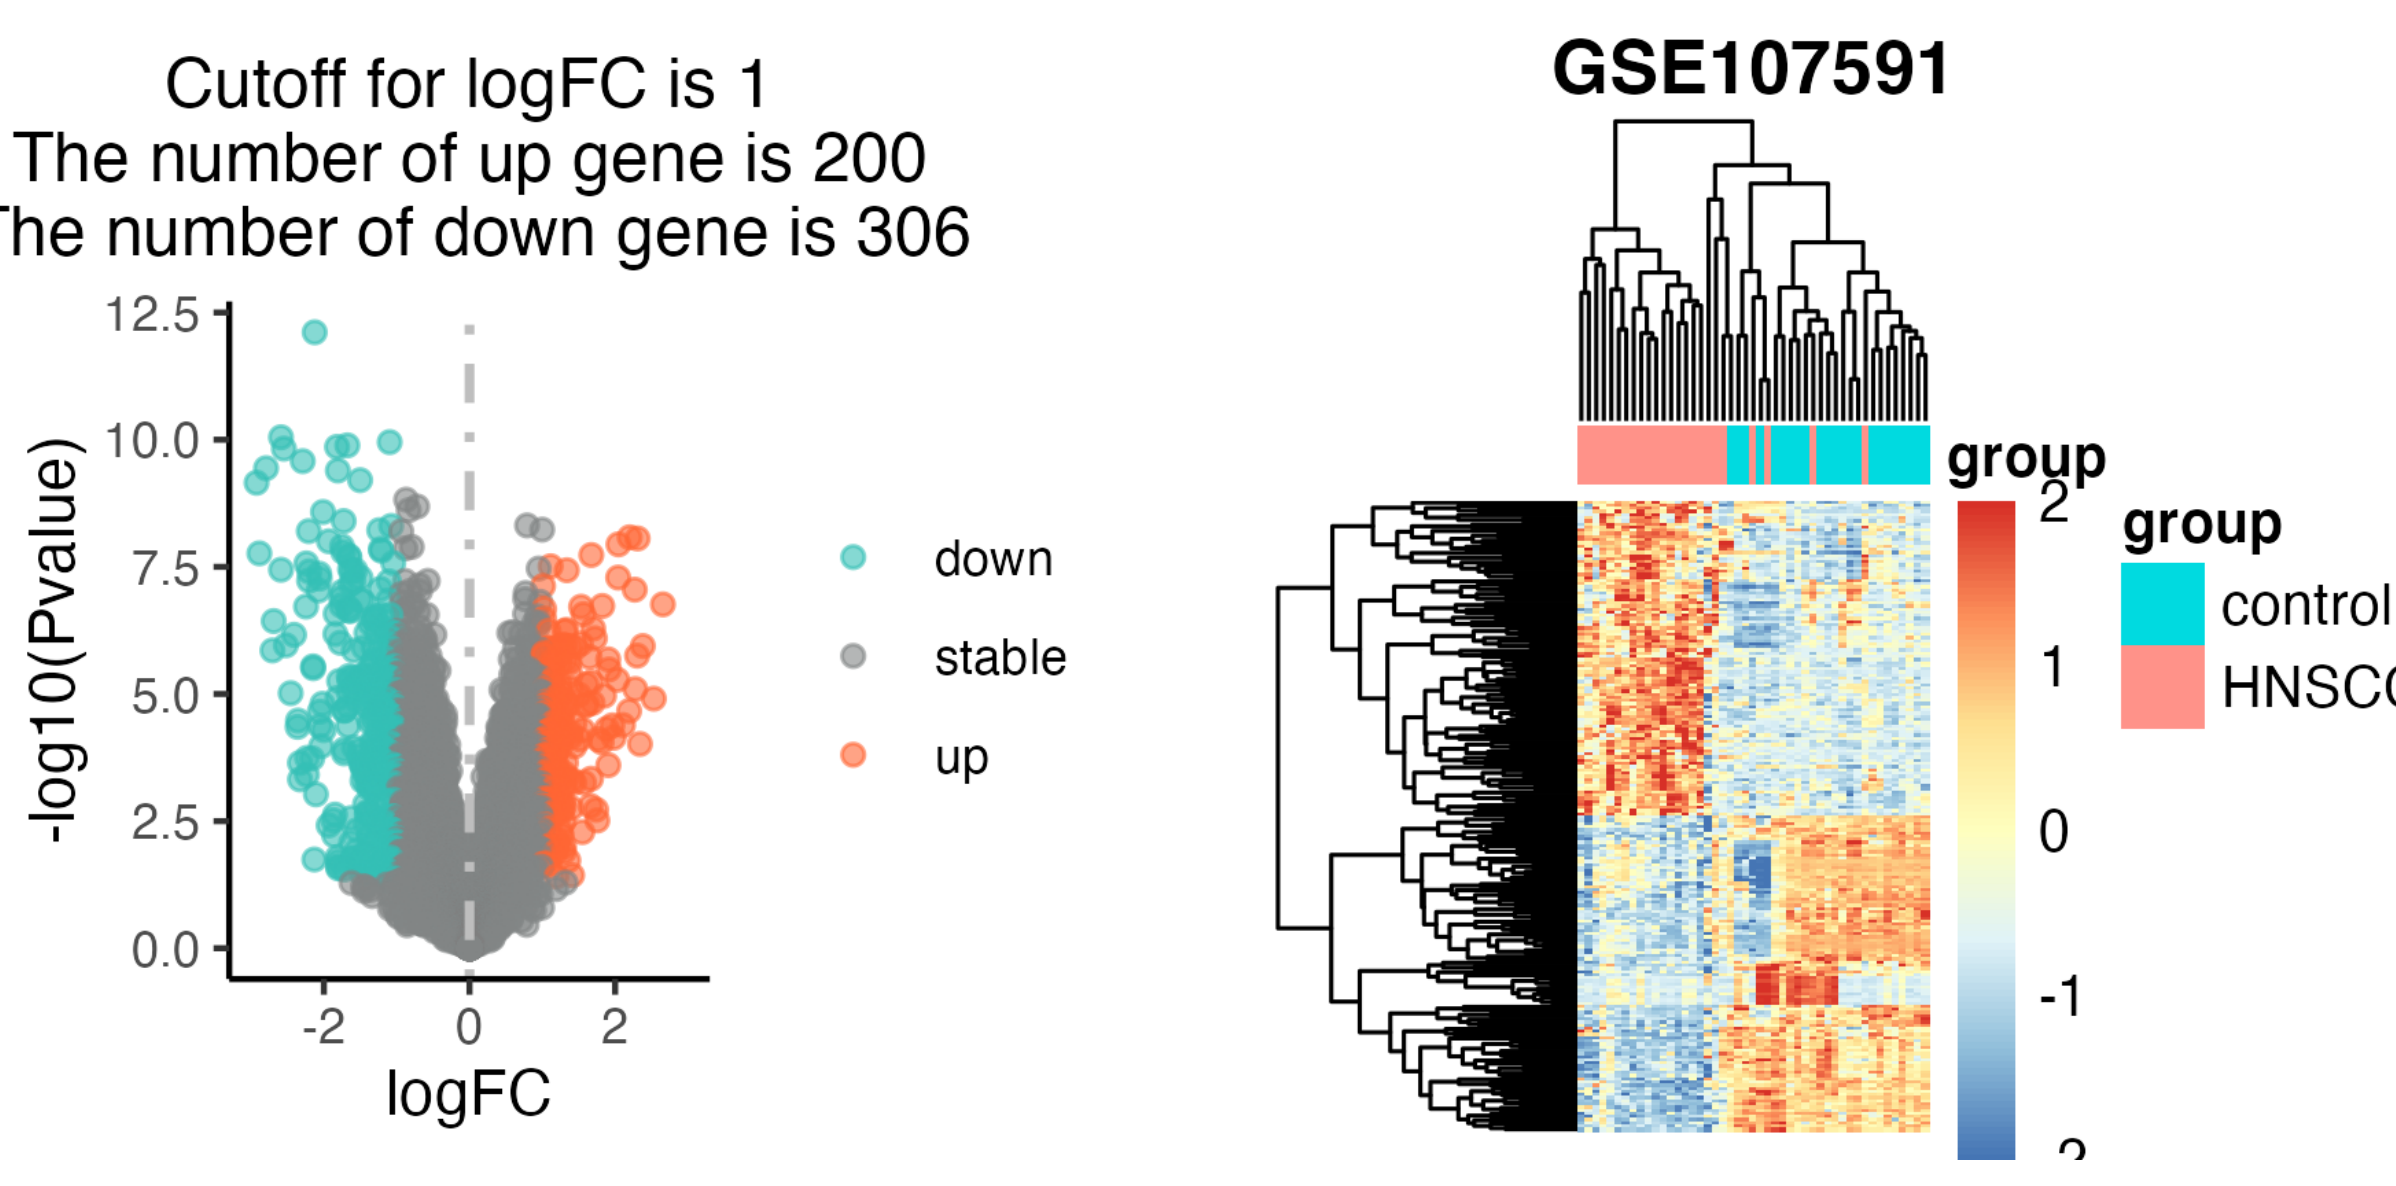 Cutoff for logFC is 1
The number of up gene is 200
The number of down gene is 306
12.5
10.0
7.5
5.0
2.5
0.0
-log10(Pvalue)
-2
0
2
logFC
down
stable
up
GSE107591
group
2
1
0
-1
-2
group
control
HNSCC